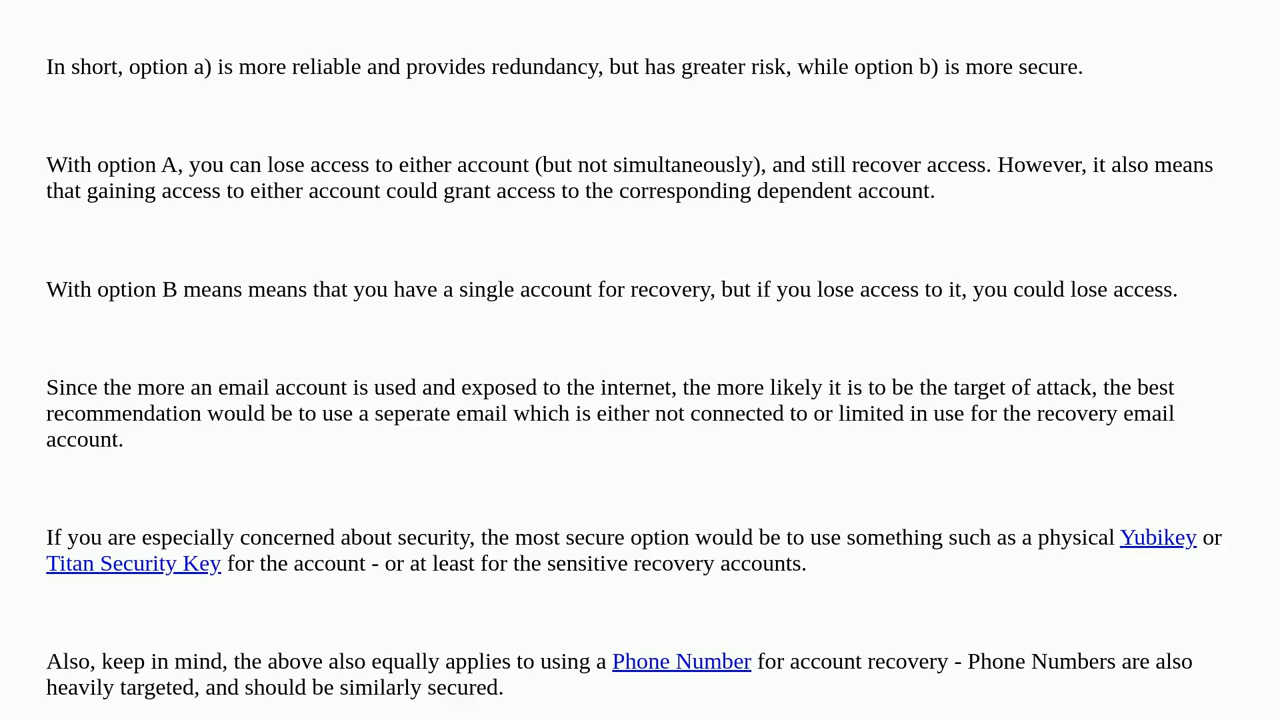 In short, option a) is more reliable and provides redundancy, but has greater risk, while option b) is more secure.
With option A, you can lose access to either account (but not simultaneously), and still recover access. However, it also means
that gaining access to either account could grant access to the corresponding dependent account.
With option B means means that you have a single account for recovery, but if you lose access to it, you could lose access.
Since the more an email account is used and exposed to the internet, the more likely it is to be the target of attack, the best
recommendation would be to use a seperate email which is either not connected to or limited in use for the recovery email
account.
If you are especially concerned about security, the most secure option would be to use something such as a physical Yubikey or
Titan Security Key for the account - or at least for the sensitive recovery accounts.
Also, keep in mind, the above also equally applies to using a Phone Number for account recovery - Phone Numbers are also
heavily targeted, and should be similarly secured.